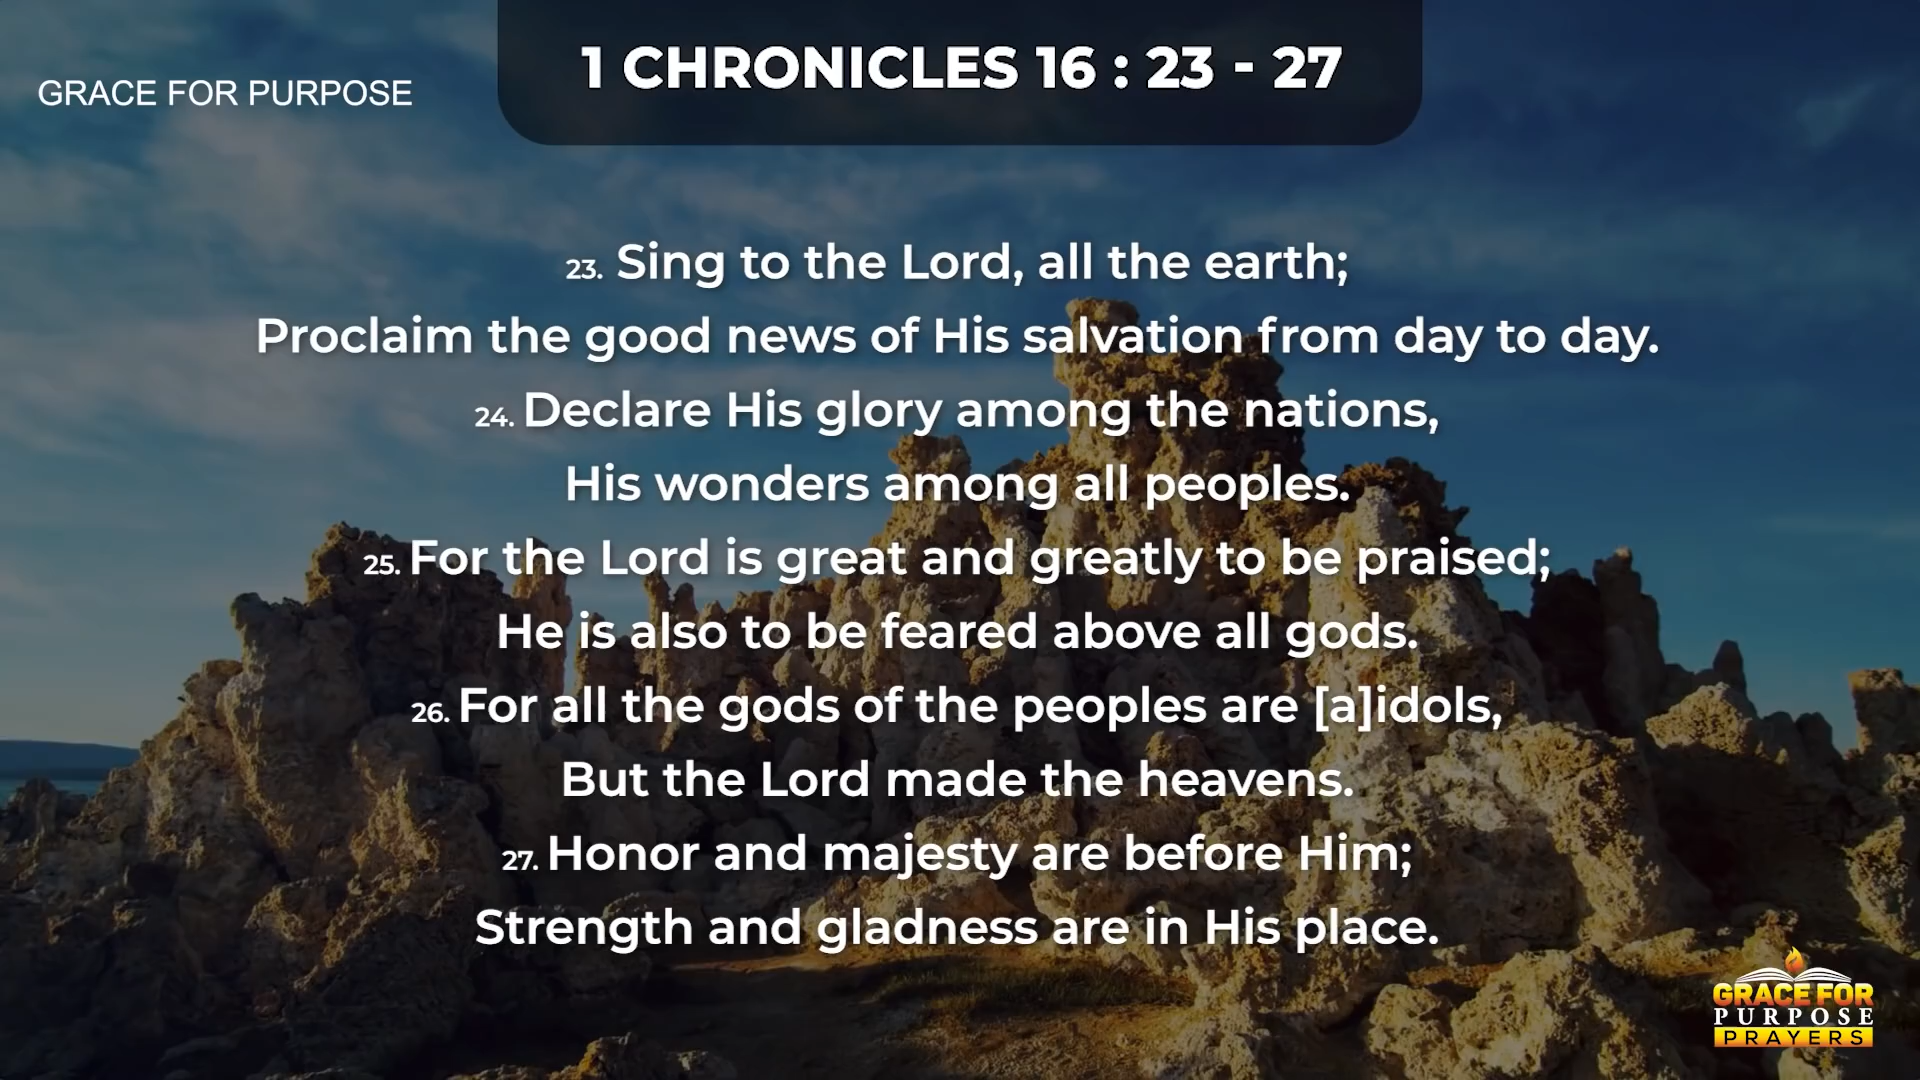 GRACE FOR PURPOSE
1 CHRONICLES 16 : 23 - 27
23. Sing to the Lord, all the earth;
Proclaim the good news of His salvation from day to day.
24. Declare His glory among the nations,
His wonders among all peoples.
25. For the Lord is great and greatly to be praised;
He is also to be feared above all gods.
26. For all the gods of the peoples are [a]idols,
But the Lord made the heavens.
27. Honor and majesty are before Him;
Strength and gladness are in His place.
GRACE FOR
PURPOSE
PRAYERS